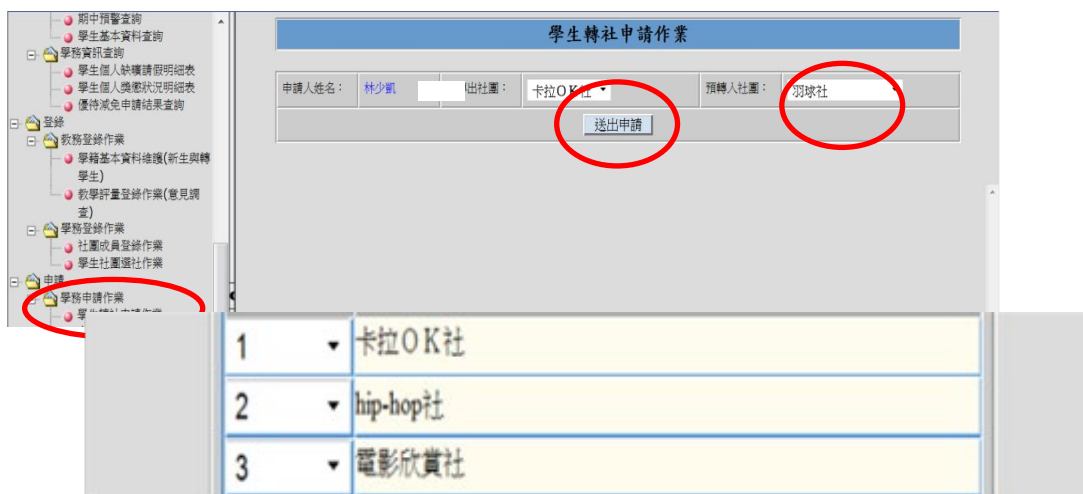 期中預警查詢
學生基本資料查詢
學務資訊查詢
學生個人缺曠請假明細表
學生個人獎懲狀況明細表
優待減免申請結果查詢
登錄
教務登錄作業
學籍基本資料維護(新生與轉
學生)
教學評量登錄作業(意見調
查)
學務登錄作業
社團成員登錄作業
學生社團選社作業
申請
學務申請作業
學生轉社申請作業
學生轉社申請作業
申請人姓名： 林少凱 出社團： 卡拉OK社 預轉入社團： 羽球社
送出申請
1 卡拉OK社
2 hip-hop社
3 電影欣賞社